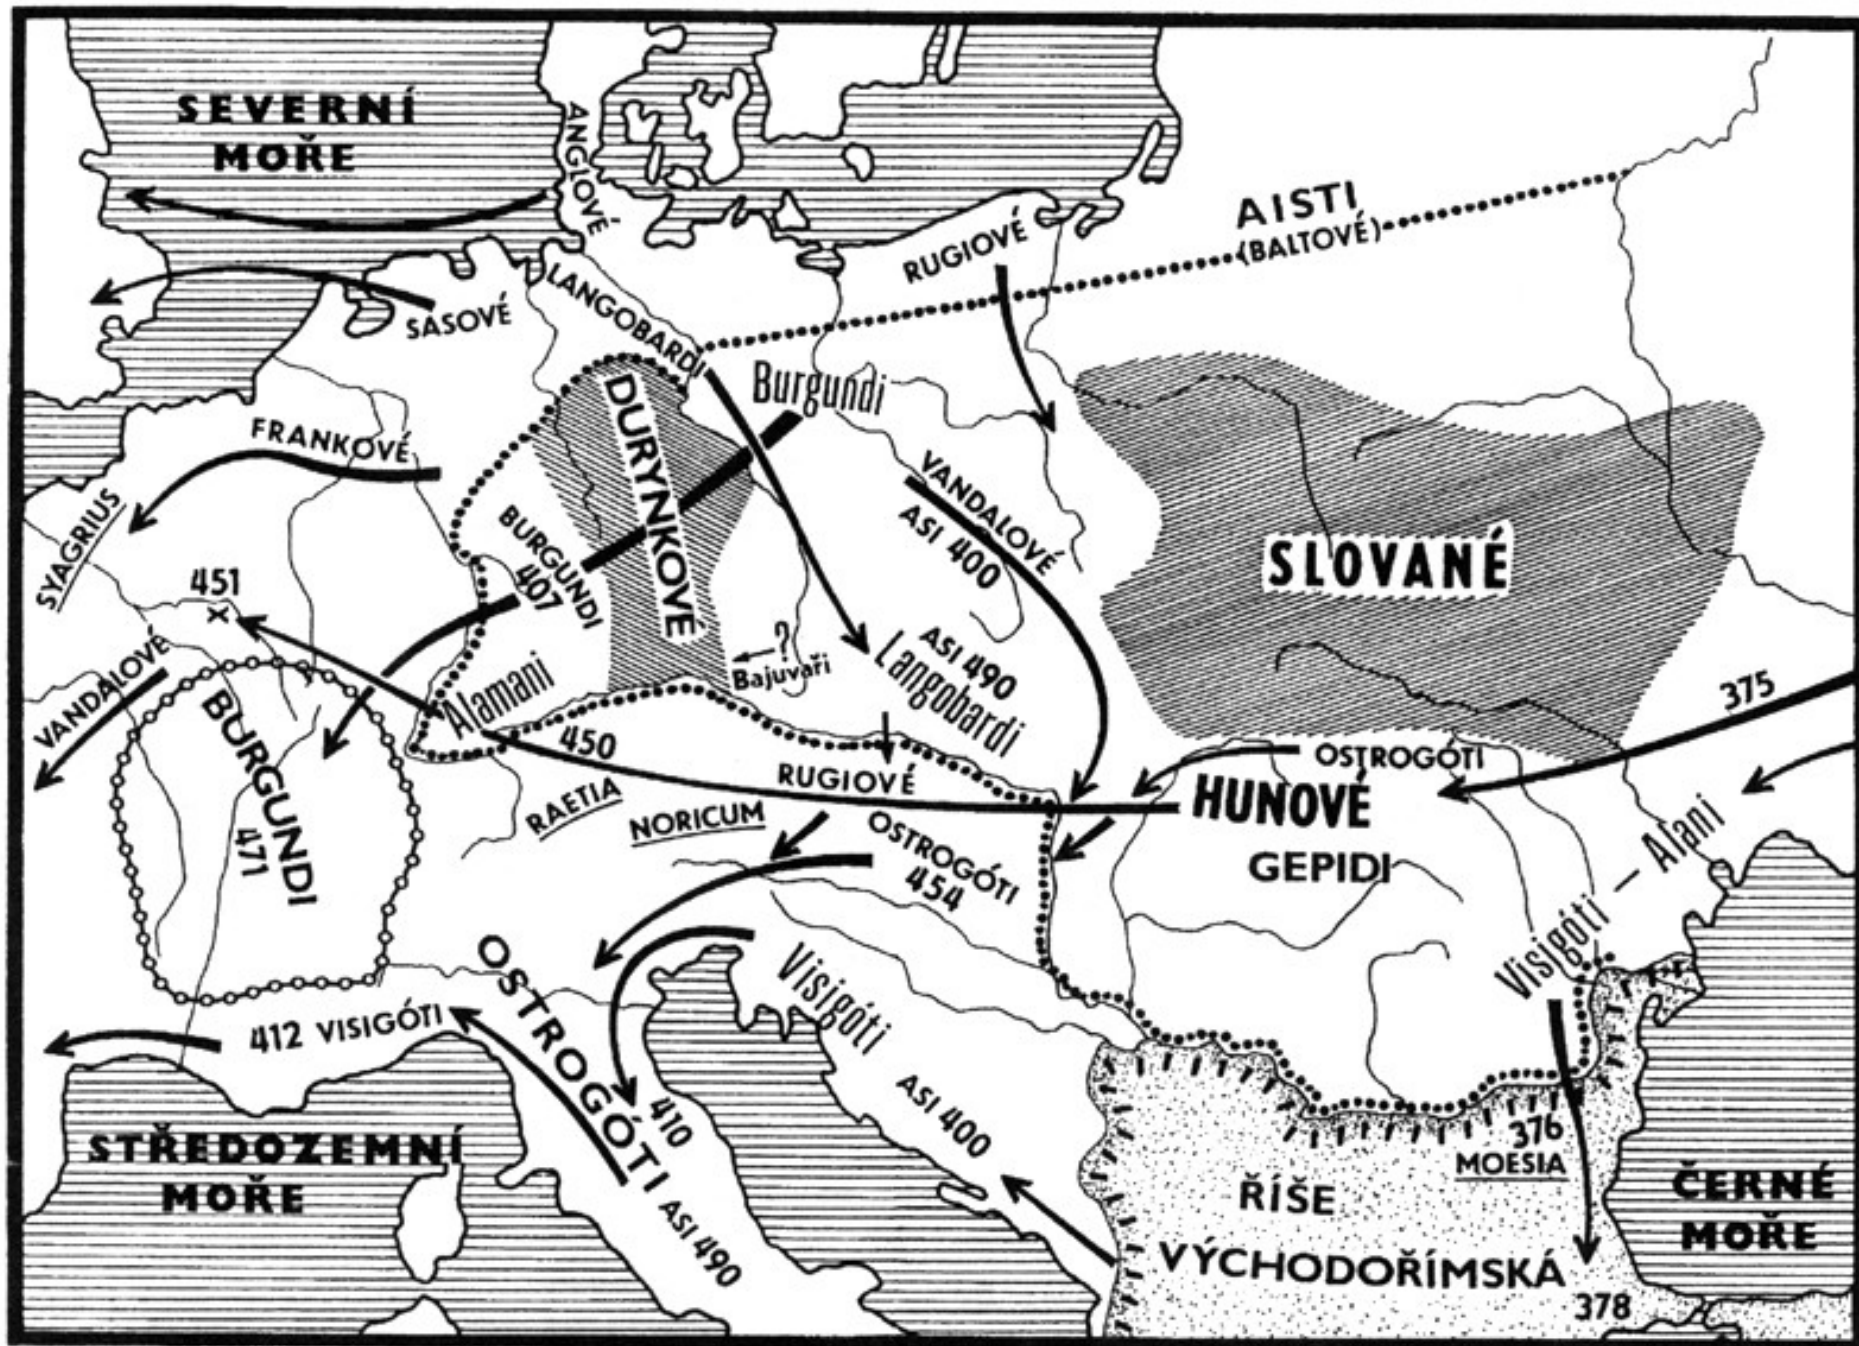 SEVERNÍ
MOŘE
ANGLOVÉ
AISTI
(BALTOVÉ)
RUGIOVÉ
LANGOBARDI
SASOVÉ
Burgundi
DURYNKOVÉ
FRANKOVÉ
VANDALOVÉ
ASI 400
SYAGRIUS
BURGUNDI
407
SLOVANÉ
451
×
?
Bajuvaři
ASI 490
Langobardi
VANDALOVÉ
Alamani
375
BURGUNDI
471
450
RUGIOVÉ
OSTROGÓTI
HUNOVÉ
GEPIDI
RAETIA
NORICUM
OSTROGÓTI
454
Visigóti — Alani
OSTROGÓTI
ASI 490
Visigóti
412 VISIGÓTI
410
ASI 400
376
MOESIA
STŘEDOZEMNÍ
MOŘE
ŘÍŠE
VÝCHODOŘÍMSKÁ
378
ČERNÉ
MOŘE